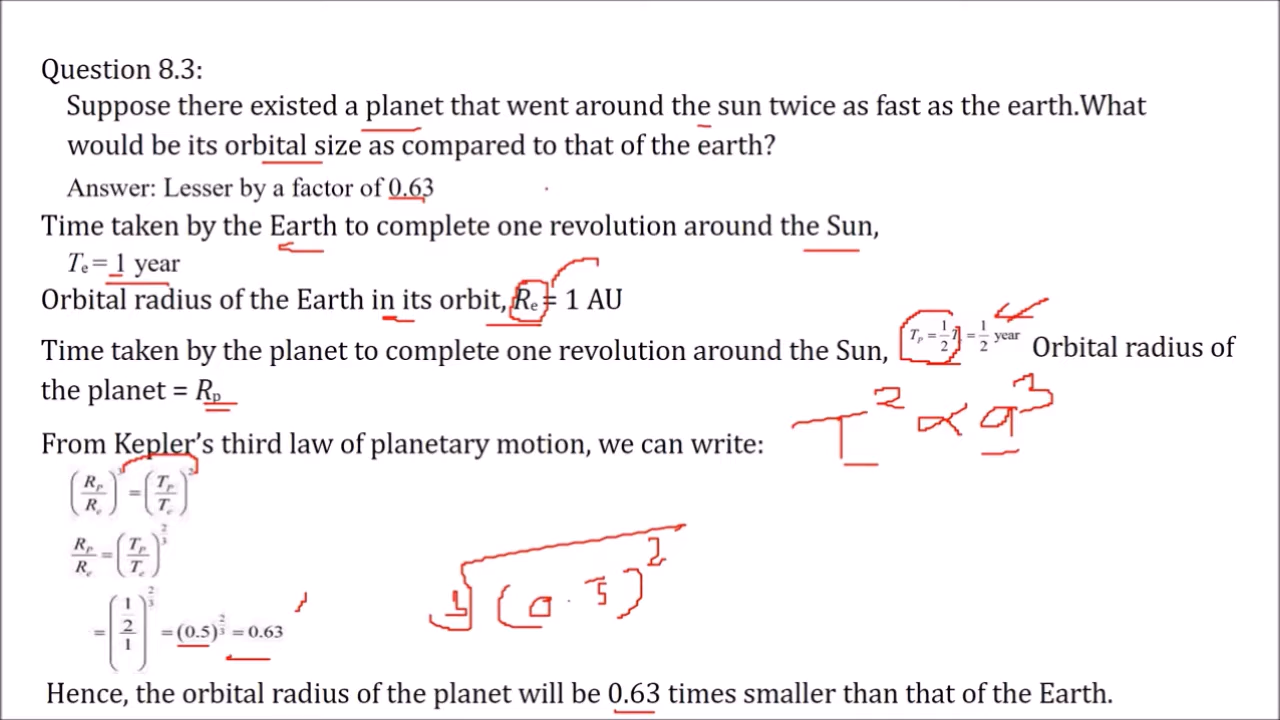 Question 8.3:
Suppose there existed a planet that went around the sun twice as fast as the earth.What
would be its orbital size as compared to that of the earth?
Answer: Lesser by a factor of 0.63
Time taken by the Earth to complete one revolution around the Sun,
Te = 1 year
Orbital radius of the Earth in its orbit, Re = 1 AU
Time taken by the planet to complete one revolution around the Sun, Tp = 1/2 Te = 1/2 year Orbital radius of
the planet = Rp
T² ∝ a³
From Kepler’s third law of planetary motion, we can write:
(Rp/Re)³ = (Tp/Te)²
Rp/Re = (Tp/Te)^(2/3)
= ((1/2)/1)^(2/3) = (0.5)^(2/3) = 0.63
∛(0.5)²
Hence, the orbital radius of the planet will be 0.63 times smaller than that of the Earth.